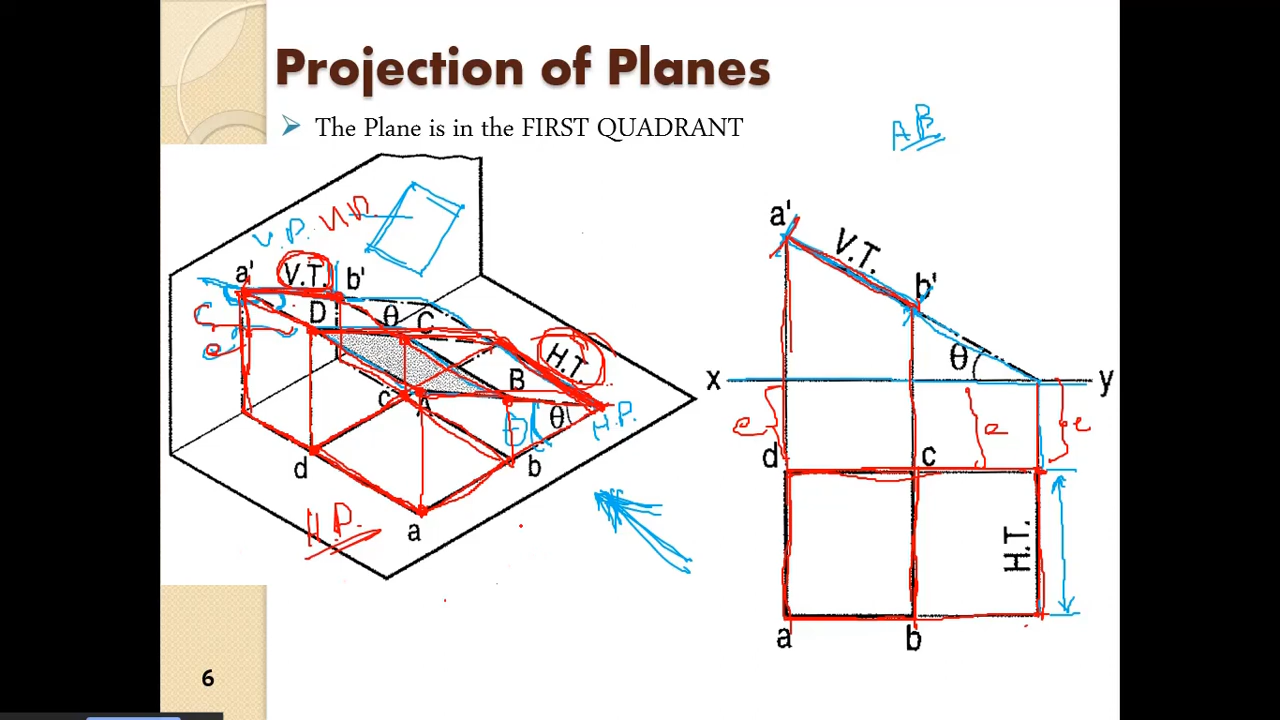 Projection of Planes
The Plane is in the FIRST QUADRANT
AB
V.P.
a'
V.T.
b'
D
θ
C
H.T.
e
c
A
B
θ
θ
H.P.
d
b
H.P.
a
a'
V.T.
b'
θ
x
y
e
e
e
d
c
H.T.
a
b
6